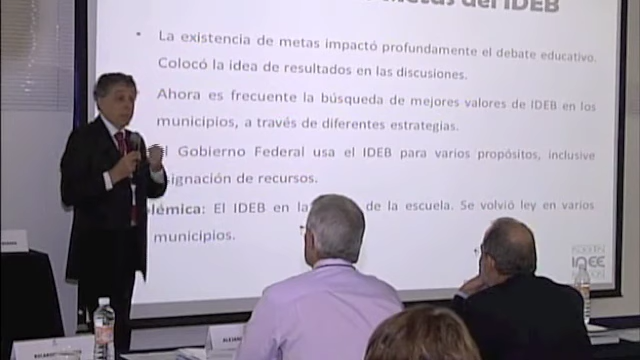 del IDEB
• La existencia de metas impactó profundamente el debate educativo.
Colocó la idea de resultados en las discusiones.
Ahora es frecuente la búsqueda de mejores valores de IDEB en los
municipios, a través de diferentes estrategias.
Gobierno Federal usa el IDEB para varios propósitos, inclusive
signación de recursos.
lémica: El IDEB en la de la escuela. Se volvió ley en varios
municipios.
INEE